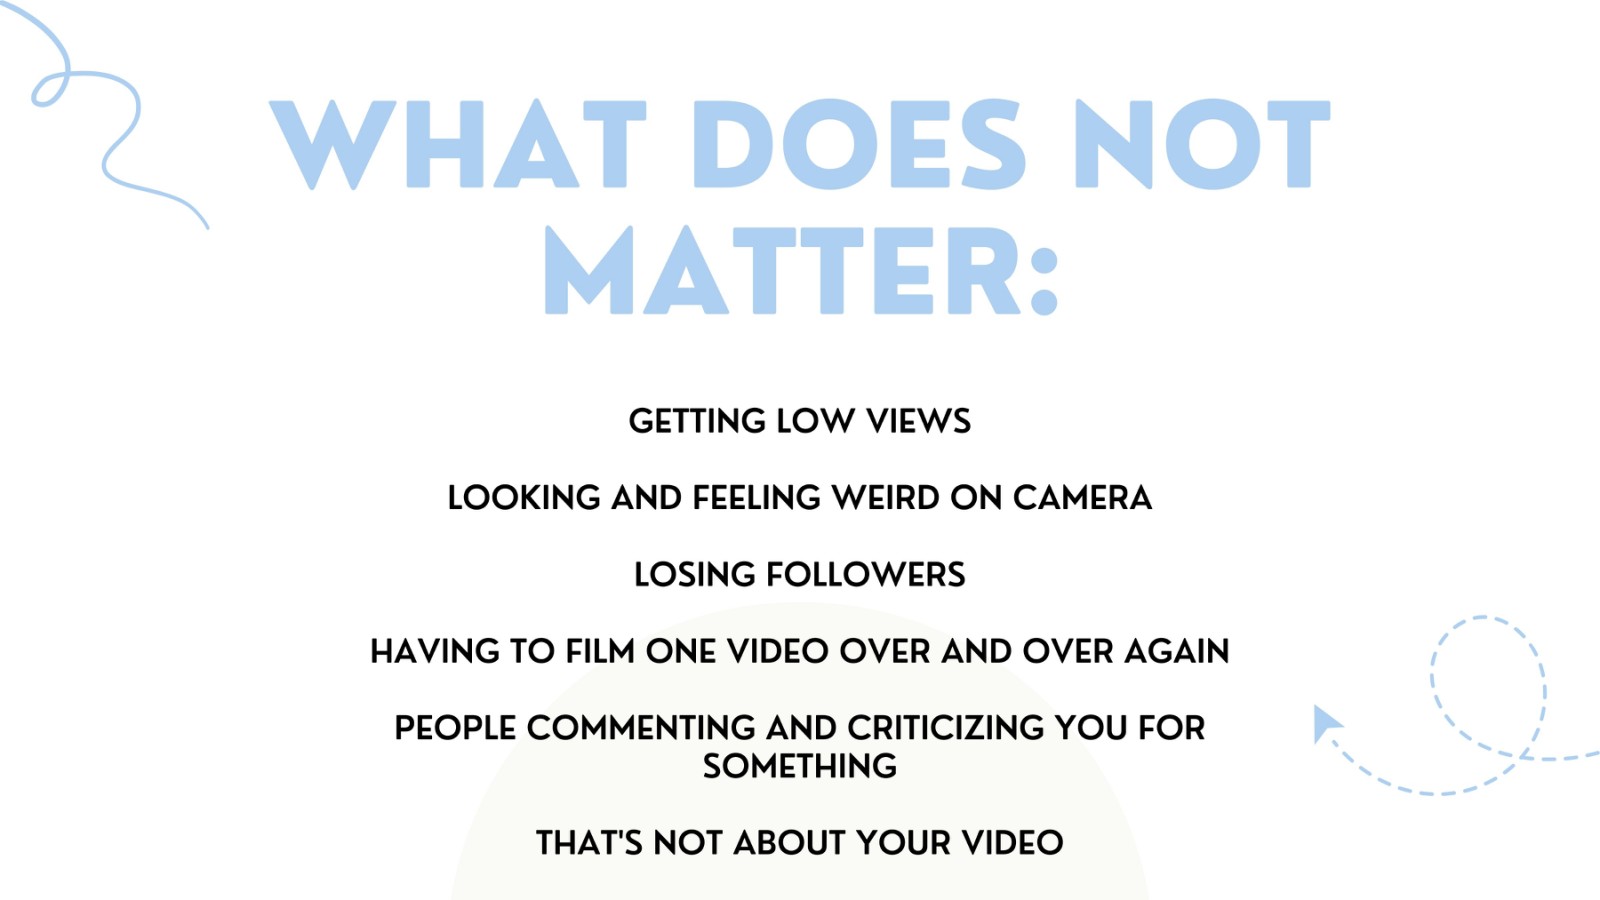 WHAT DOES NOT
MATTER:
GETTING LOW VIEWS
LOOKING AND FEELING WEIRD ON CAMERA
LOSING FOLLOWERS
HAVING TO FILM ONE VIDEO OVER AND OVER AGAIN
PEOPLE COMMENTING AND CRITICIZING YOU FOR
SOMETHING
THAT'S NOT ABOUT YOUR VIDEO